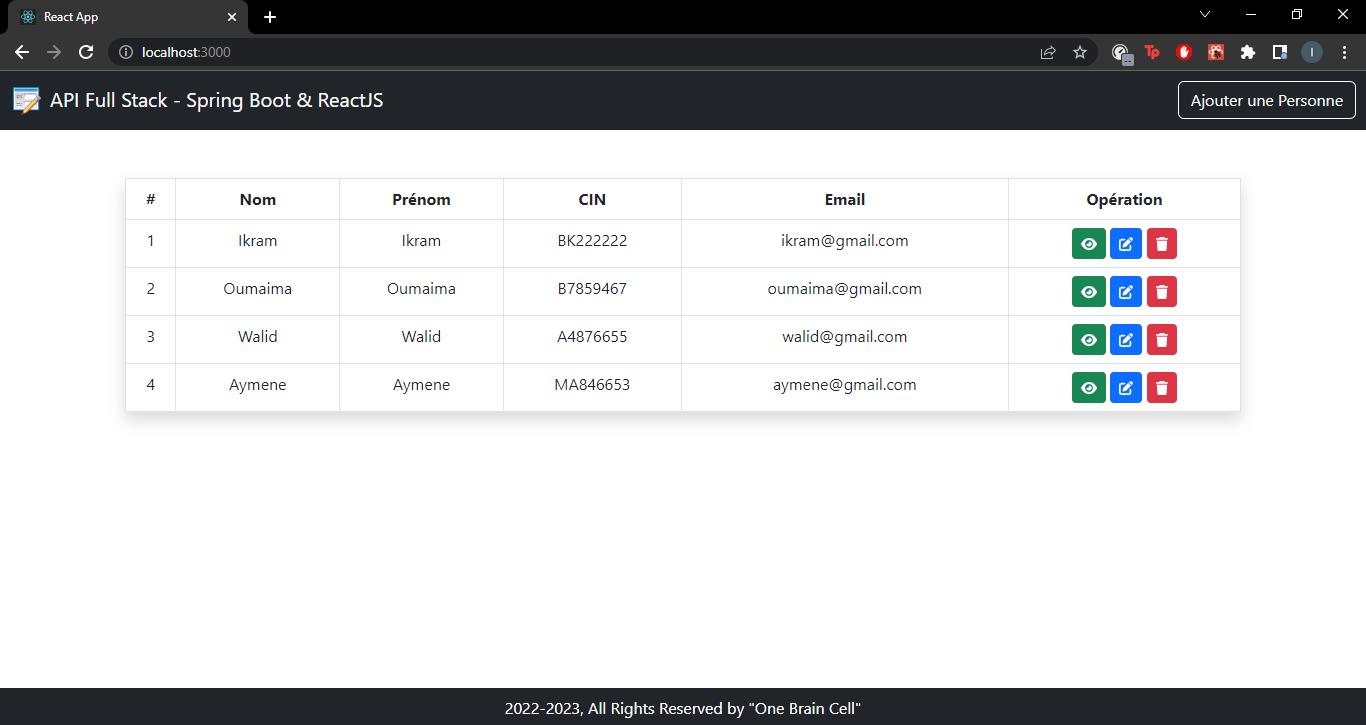 React App
localhost:3000
Tp
I
API Full Stack - Spring Boot & ReactJS
Ajouter une Personne
# Nom Prénom CIN Email Opération
1 Ikram Ikram BK222222 ikram@gmail.com
2 Oumaima Oumaima B7859467 oumaima@gmail.com
3 Walid Walid A4876655 walid@gmail.com
4 Aymene Aymene MA846653 aymene@gmail.com
2022-2023, All Rights Reserved by "One Brain Cell"